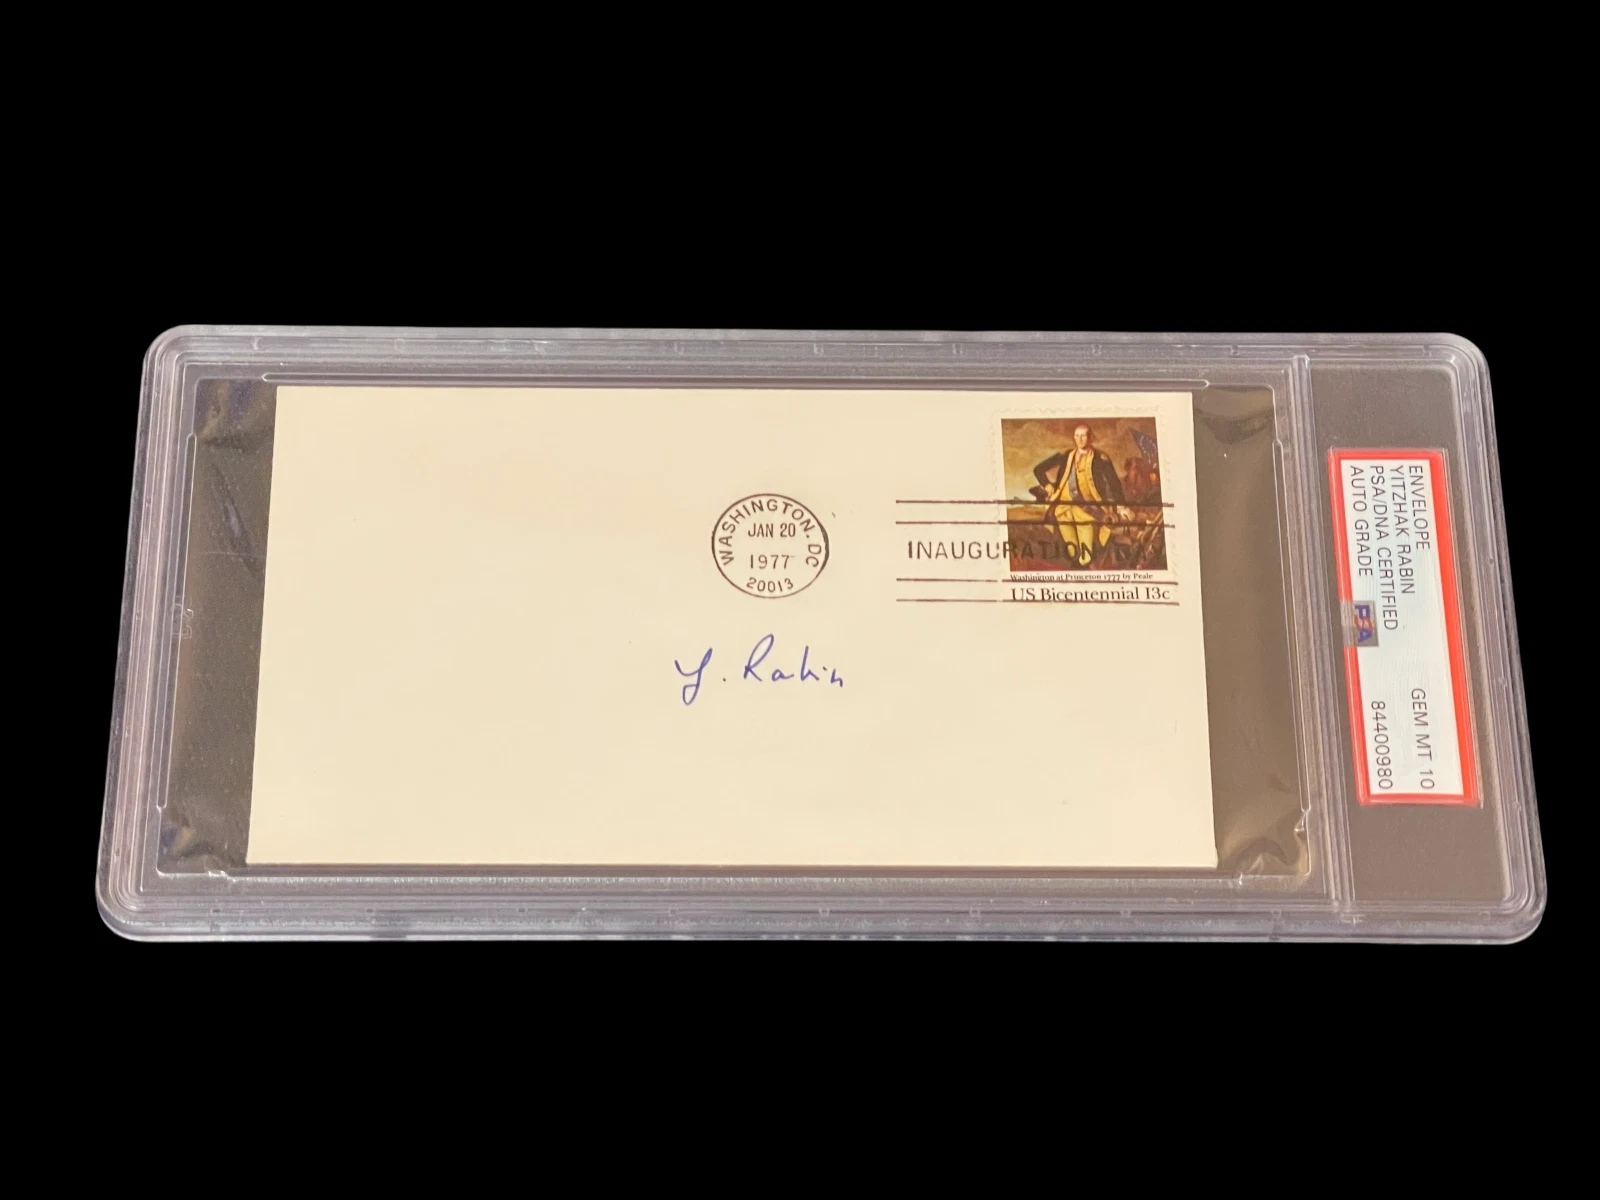 WASHINGTON, DC
JAN 20
1977
20013
INAUGURATION DAY
Washington at Princeton 1777 by Peale
US Bicentennial 13c
Y. Rabin
ENVELOPE
YITZHAK RABIN GEM MT 10
PSA/DNA CERTIFIED
AUTO GRADE 84400980
PSA